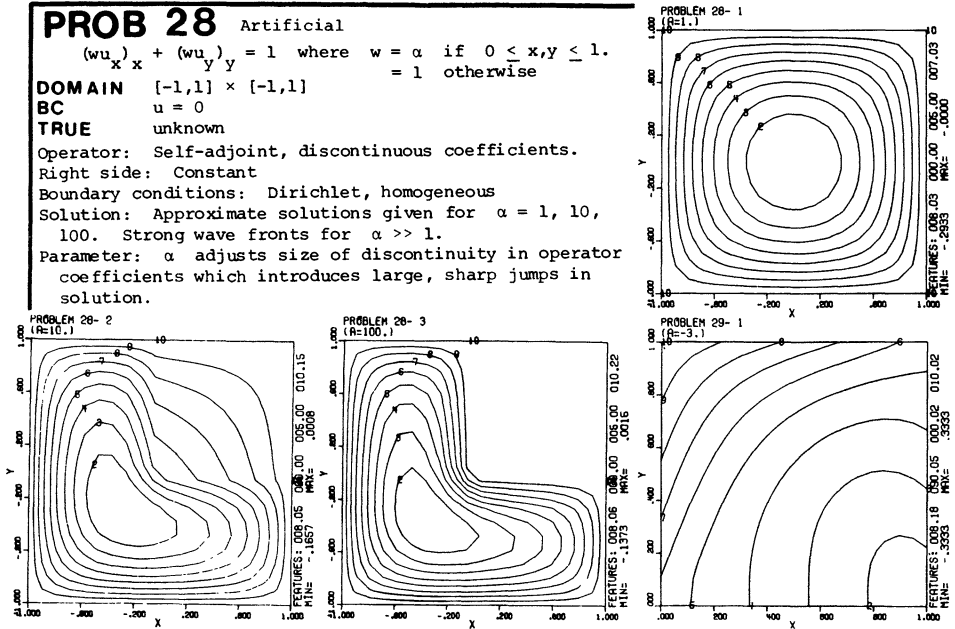 PROB 28 Artificial
(wu_x)_x + (wu_y)_y = 1 where w = α if 0 ≤ x,y ≤ 1.
= 1 otherwise
DOMAIN [-1,1] × [-1,1]
BC u = 0
TRUE unknown
Operator: Self-adjoint, discontinuous coefficients.
Right side: Constant
Boundary conditions: Dirichlet, homogeneous
Solution: Approximate solutions given for α = 1, 10,
100. Strong wave fronts for α >> 1.
Parameter: α adjusts size of discontinuity in operator
coefficients which introduces large, sharp jumps in
solution.
PROBLEM 28- 1
(A=1.)
X
Y
FEATURES: 008.03 000.00 005.00 007.03
MIN= -.2933 MAX= -.0000
PROBLEM 28- 2
(A=10.)
X
Y
FEATURES: 008.05 005.00 010.15
MIN= -.1657 MAX= .0008
PROBLEM 28- 3
(A=100.)
X
Y
FEATURES: 008.06 005.00 010.22
MIN= -.1373 MAX= .0016
PROBLEM 29- 1
(A=-3.)
X
Y
FEATURES: 008.18 090.05 000.02 010.02
MIN= -.3333 MAX= .3333